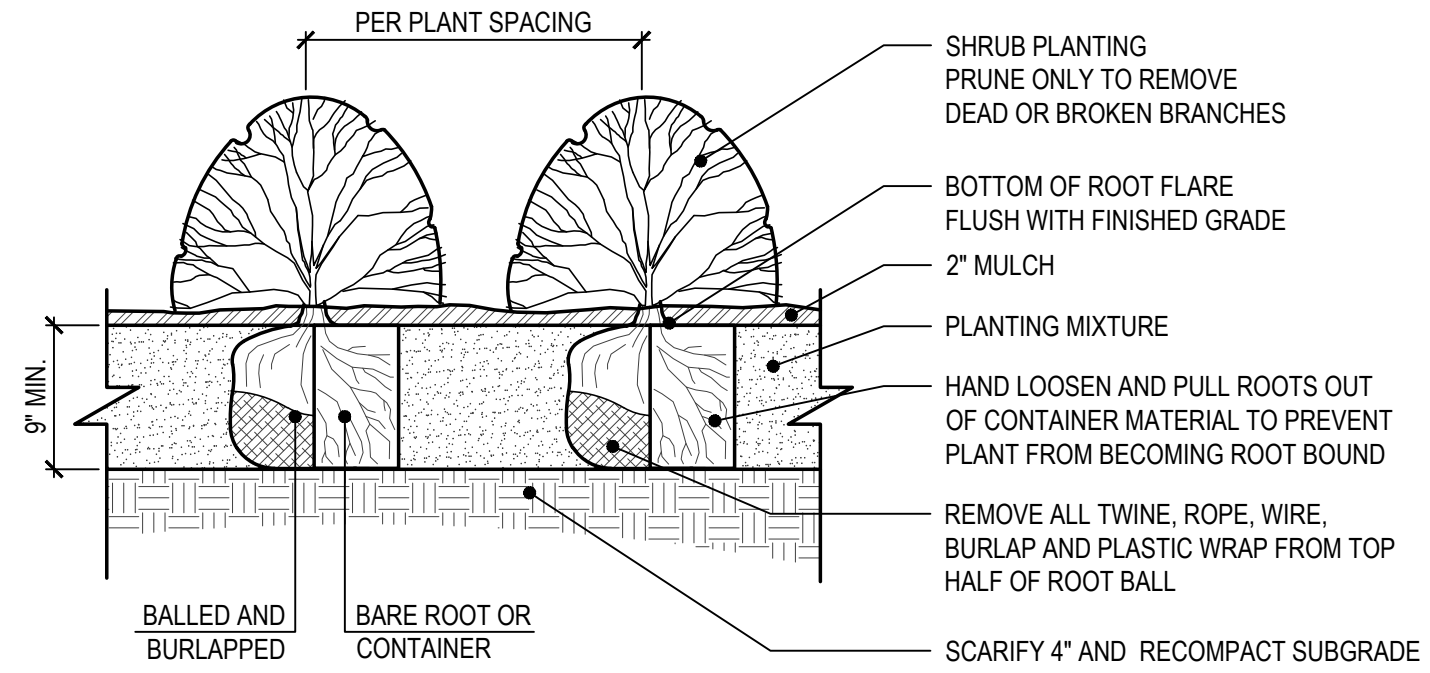 PER PLANT SPACING
SHRUB PLANTING
PRUNE ONLY TO REMOVE
DEAD OR BROKEN BRANCHES
BOTTOM OF ROOT FLARE
FLUSH WITH FINISHED GRADE
2" MULCH
PLANTING MIXTURE
9" MIN.
HAND LOOSEN AND PULL ROOTS OUT
OF CONTAINER MATERIAL TO PREVENT
PLANT FROM BECOMING ROOT BOUND
REMOVE ALL TWINE, ROPE, WIRE,
BURLAP AND PLASTIC WRAP FROM TOP
HALF OF ROOT BALL
BALLED AND
BURLAPPED
BARE ROOT OR
CONTAINER
SCARIFY 4" AND RECOMPACT SUBGRADE